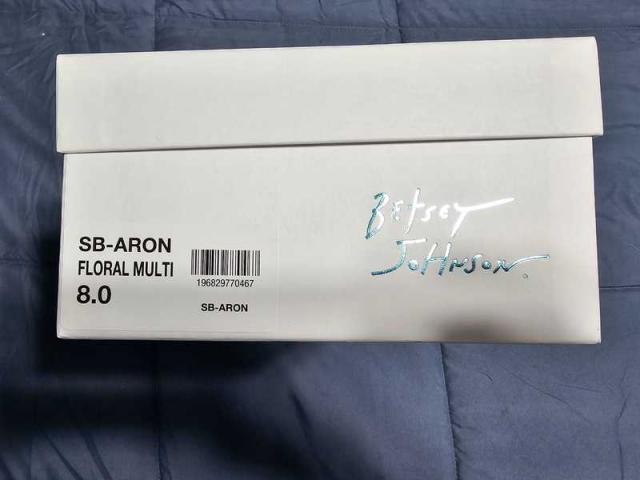 SB-ARON
FLORAL MULTI
8.0
196829770467
SB-ARON
Betsey
Johnson.